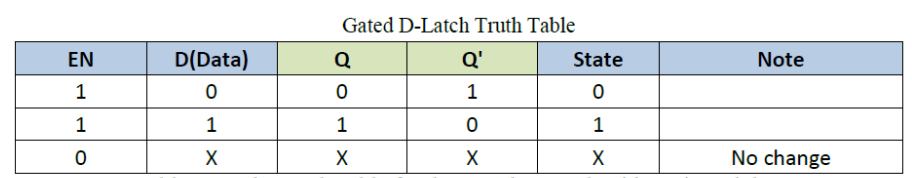 Gated D-Latch Truth Table
EN D(Data) Q Q' State Note
1 0 0 1 0
1 1 1 0 1
0 X X X X No change